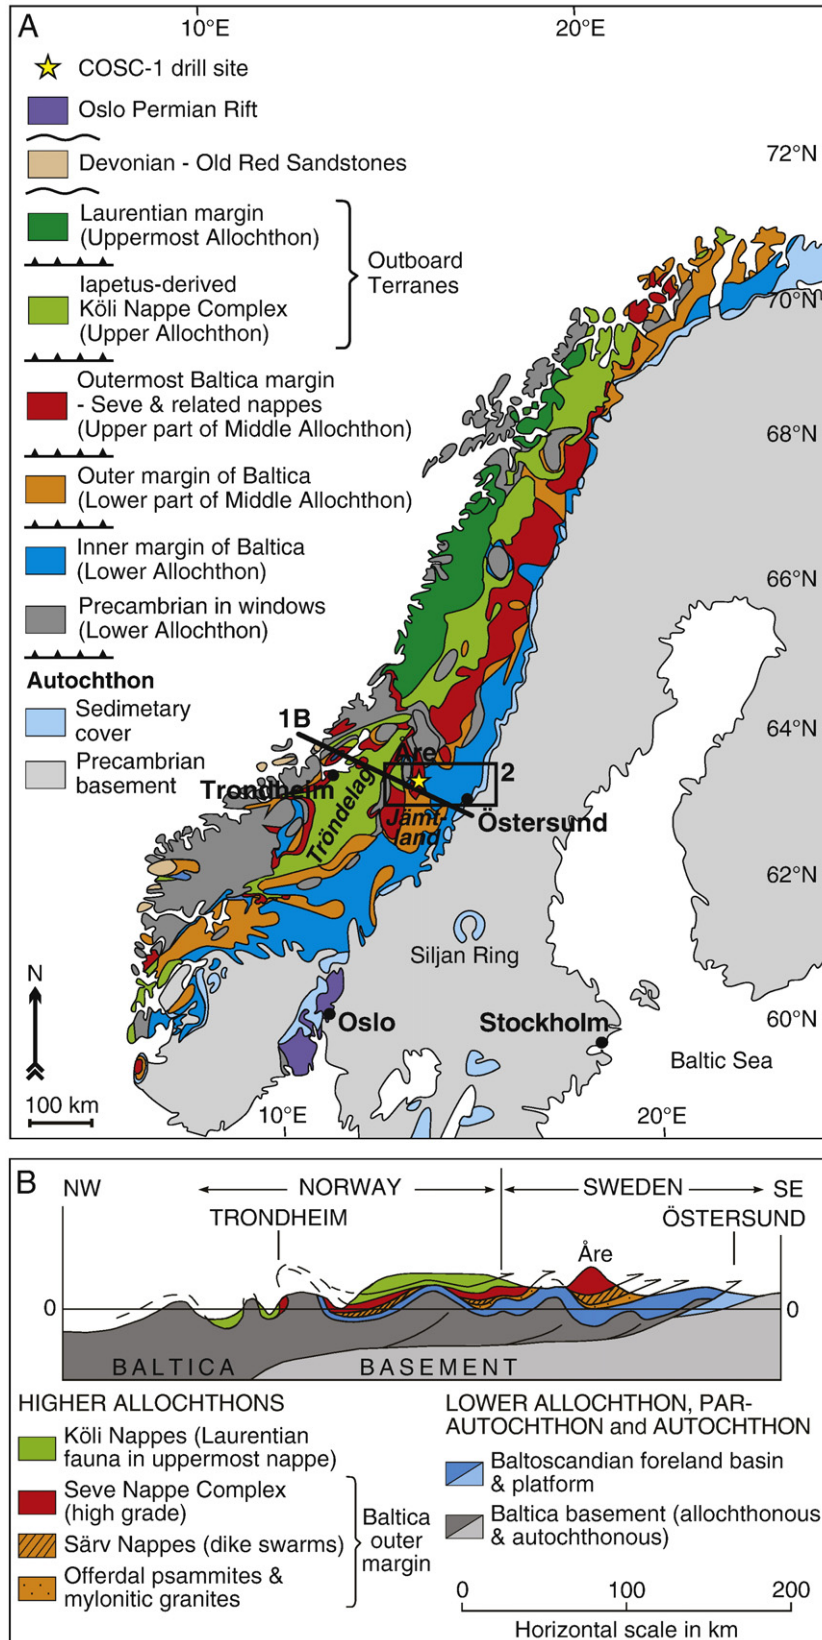 A
10°E
20°E
COSC-1 drill site
Oslo Permian Rift
Devonian - Old Red Sandstones
Laurentian margin
(Uppermost Allochthon)
Iapetus-derived
Köli Nappe Complex
(Upper Allochthon)
Outboard
Terranes
Outermost Baltica margin
- Seve & related nappes
(Upper part of Middle Allochthon)
Outer margin of Baltica
(Lower part of Middle Allochthon)
Inner margin of Baltica
(Lower Allochthon)
Precambrian in windows
(Lower Allochthon)
Autochthon
Sedimetary
cover
Precambrian
basement
72°N
70°N
68°N
66°N
64°N
62°N
60°N
1B
Åre
2
Trondheim
Tröndelag
Jämt-
land
Östersund
Siljan Ring
N
Oslo
Stockholm
Baltic Sea
100 km
10°E
20°E
B
NW
NORWAY
SWEDEN
SE
TRONDHEIM
ÖSTERSUND
Åre
0
0
BALTICA
BASEMENT
HIGHER ALLOCHTHONS
Köli Nappes (Laurentian
fauna in uppermost nappe)
Seve Nappe Complex
(high grade)
Särv Nappes (dike swarms)
Offerdal psammites &
mylonitic granites
Baltica
outer
margin
LOWER ALLOCHTHON, PAR-
AUTOCHTHON and AUTOCHTHON
Baltoscandian foreland basin
& platform
Baltica basement (allochthonous
& autochthonous)
0
100
200
Horizontal scale in km